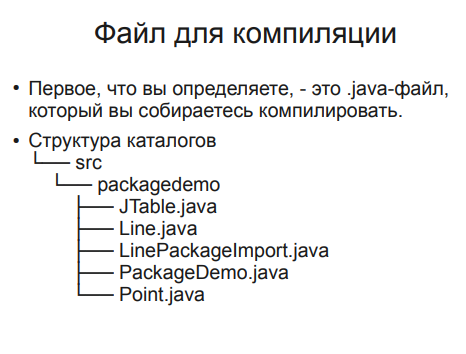 Файл для компиляции
• Первое, что вы определяете, - это .java-файл,
который вы собираетесь компилировать.
• Структура каталогов
└── src
└── packagedemo
├── JTable.java
├── Line.java
├── LinePackageImport.java
├── PackageDemo.java
└── Point.java